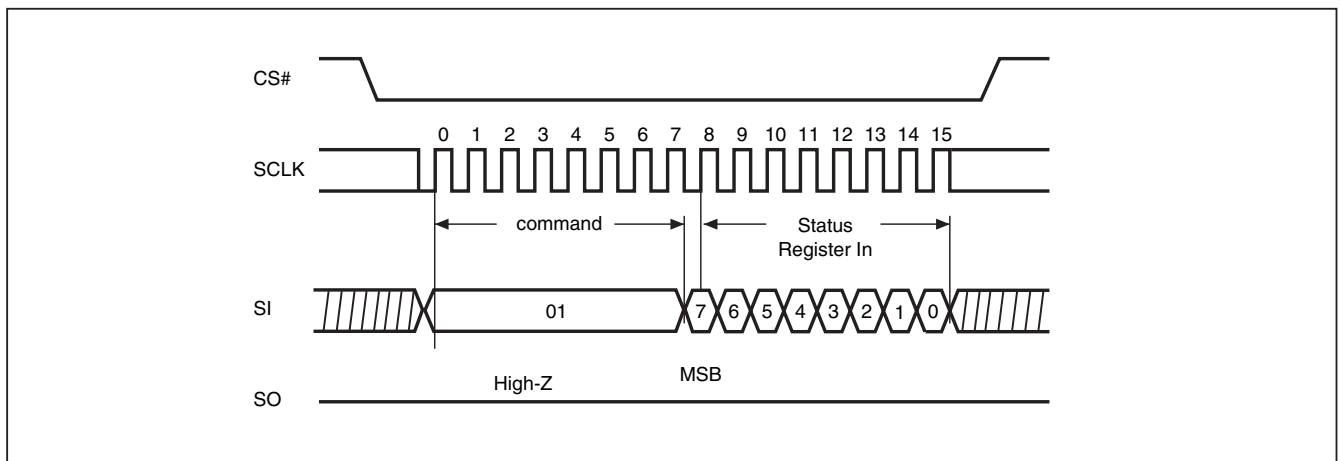 CS#
0 1 2 3 4 5 6 7 8 9 10 11 12 13 14 15
SCLK
command
Status
Register In
SI
01
7 6 5 4 3 2 1 0
MSB
High-Z
SO